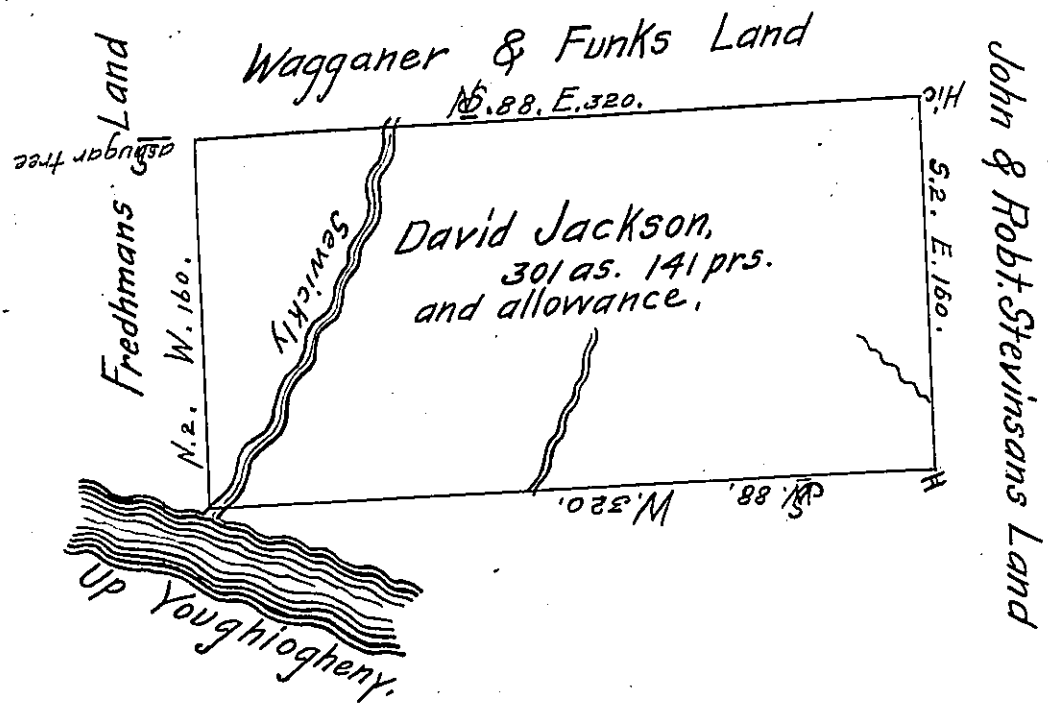 Wagganer & Funks Land
N.88. E.320.
Hic
Fredhmans Land
a sugar tree
N.2. W.160.
Sewickly
David Jackson,
301 as. 141 prs.
and allowance,
S.2. E.160.
John & Robt. Stevinsans Land
H
S.88. W.320.
Up Youghiogheny.